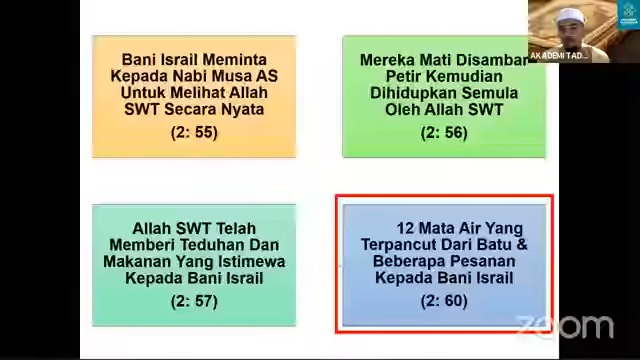 Bani Israil Meminta
Kepada Nabi Musa AS
Untuk Melihat Allah
SWT Secara Nyata
(2: 55)
Mereka Mati Disambar
Petir Kemudian
Dihidupkan Semula
Oleh Allah SWT
(2: 56)
Allah SWT Telah
Memberi Teduhan Dan
Makanan Yang Istimewa
Kepada Bani Israil
(2: 57)
12 Mata Air Yang
Terpancut Dari Batu &
Beberapa Pesanan
Kepada Bani Israil
(2: 60)
AKADEMI TAD...
zoom